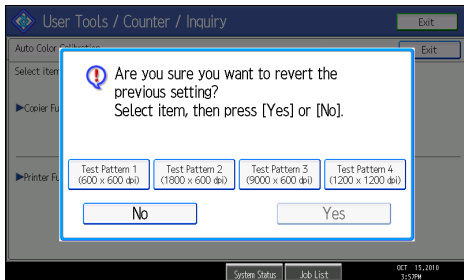 User Tools / Counter / Inquiry
Exit
Auto Color Calibration
Exit
Select item
Are you sure you want to revert the
previous setting?
Select item, then press [Yes] or [No].
▶Copier Fu
▶Printer Fu
Test Pattern 1
(600 x 600 dpi)
Test Pattern 2
(1800 x 600 dpi)
Test Pattern 3
(9000 x 600 dpi)
Test Pattern 4
(1200 x 1200 dpi)
No
Yes
System Status
Job List
OCT 15,2010
3:57PM